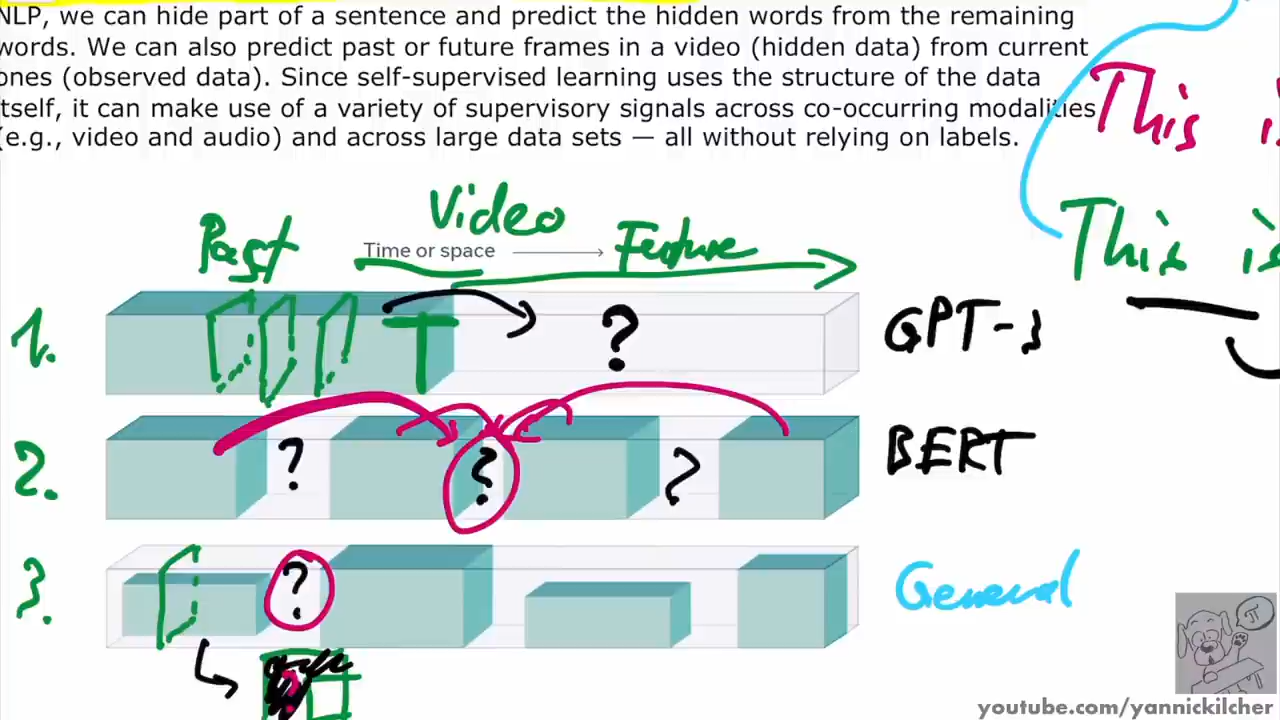 NLP, we can hide part of a sentence and predict the hidden words from the remaining
words. We can also predict past or future frames in a video (hidden data) from current
ones (observed data). Since self-supervised learning uses the structure of the data
itself, it can make use of a variety of supervisory signals across co-occurring modalities
(e.g., video and audio) and across large data sets — all without relying on labels.
This is
This is
Video
Past
Time or space
Feuture
1.
?
GPT-3
2.
?
?
?
BERT
3.
?
General
π
?
youtube.com/yannickilcher